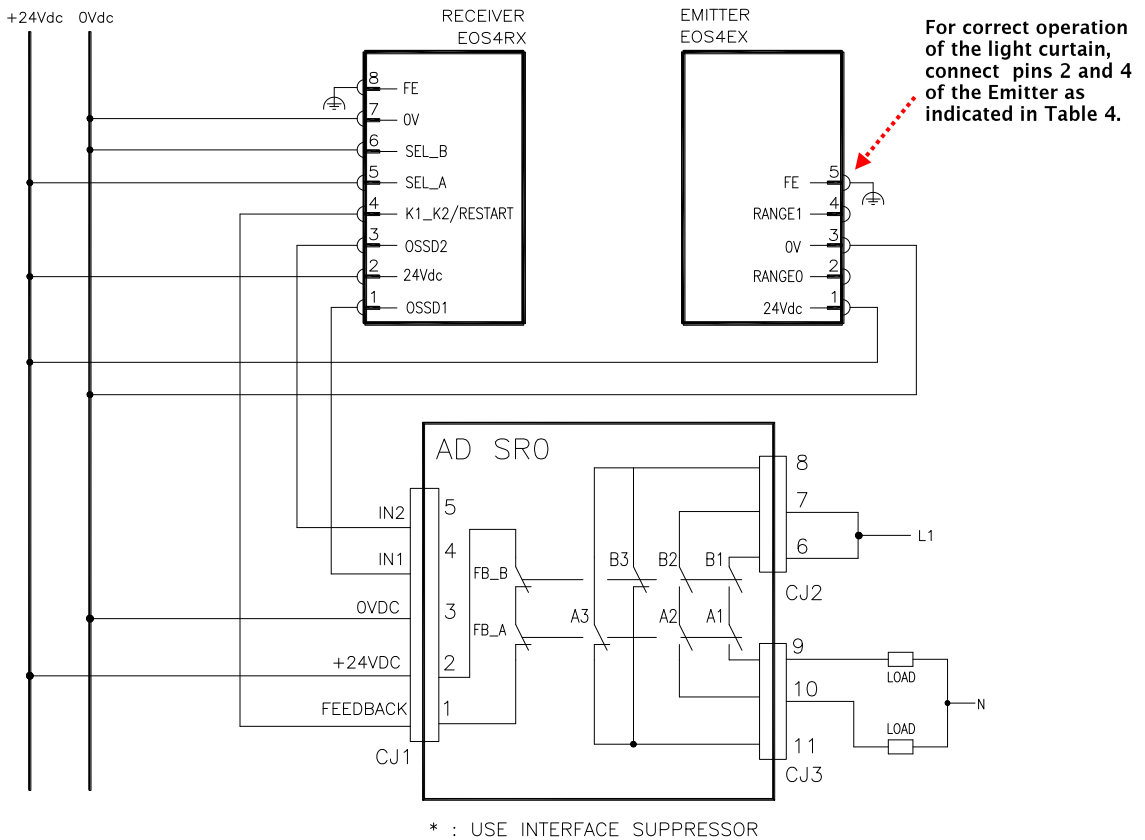 +24Vdc 0Vdc
RECEIVER
EOS4RX
EMITTER
EOS4EX
For correct operation
of the light curtain,
connect pins 2 and 4
of the Emitter as
indicated in Table 4.
8 FE
7 0V
6 SEL_B
5 SEL_A
4 K1_K2/RESTART
3 OSSD2
2 24Vdc
1 OSSD1
FE 5
RANGE1 4
0V 3
RANGE0 2
24Vdc 1
AD SR0
IN2 5
IN1 4
0VDC 3
+24VDC 2
FEEDBACK 1
CJ1
FB_B
FB_A
B3 B2 B1
A3 A2 A1
8
7
6
CJ2
L1
9
10
11
CJ3
LOAD
LOAD
N
* : USE INTERFACE SUPPRESSOR